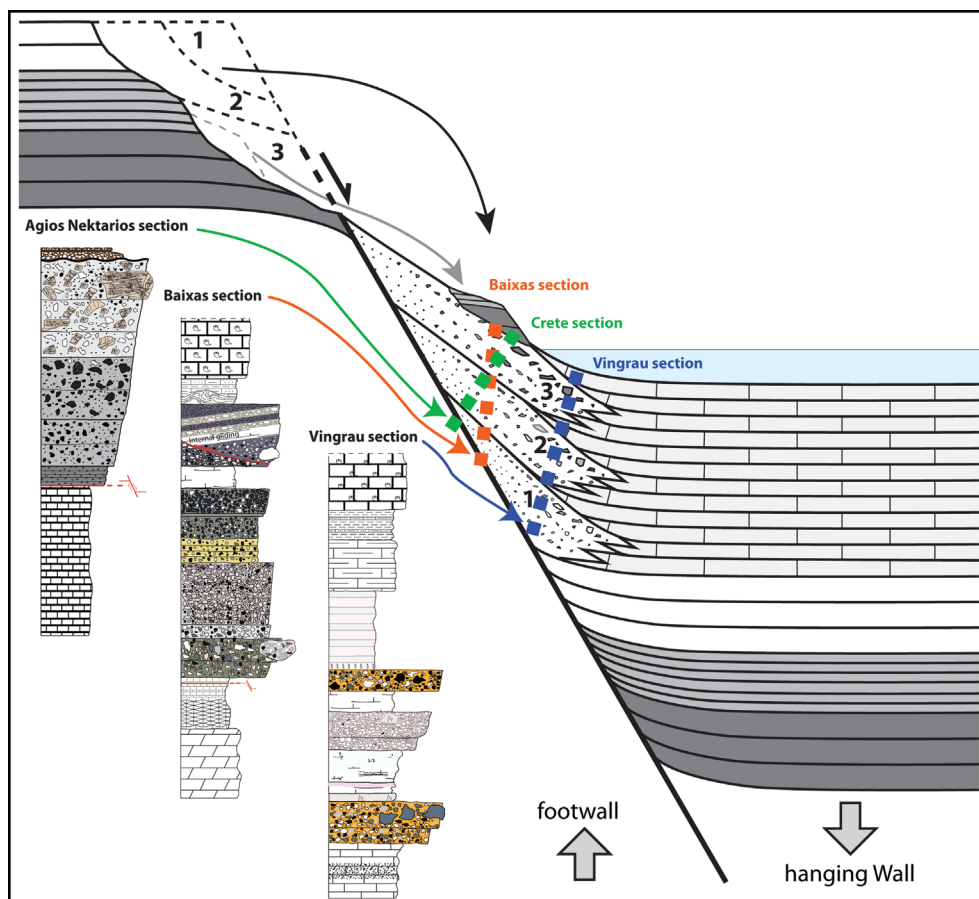 1
2
3
Agios Nektarios section
Baixas section
Baixas section
Crete section
Vingrau section
3
internal gliding
Vingrau section
2
1
footwall
hanging Wall